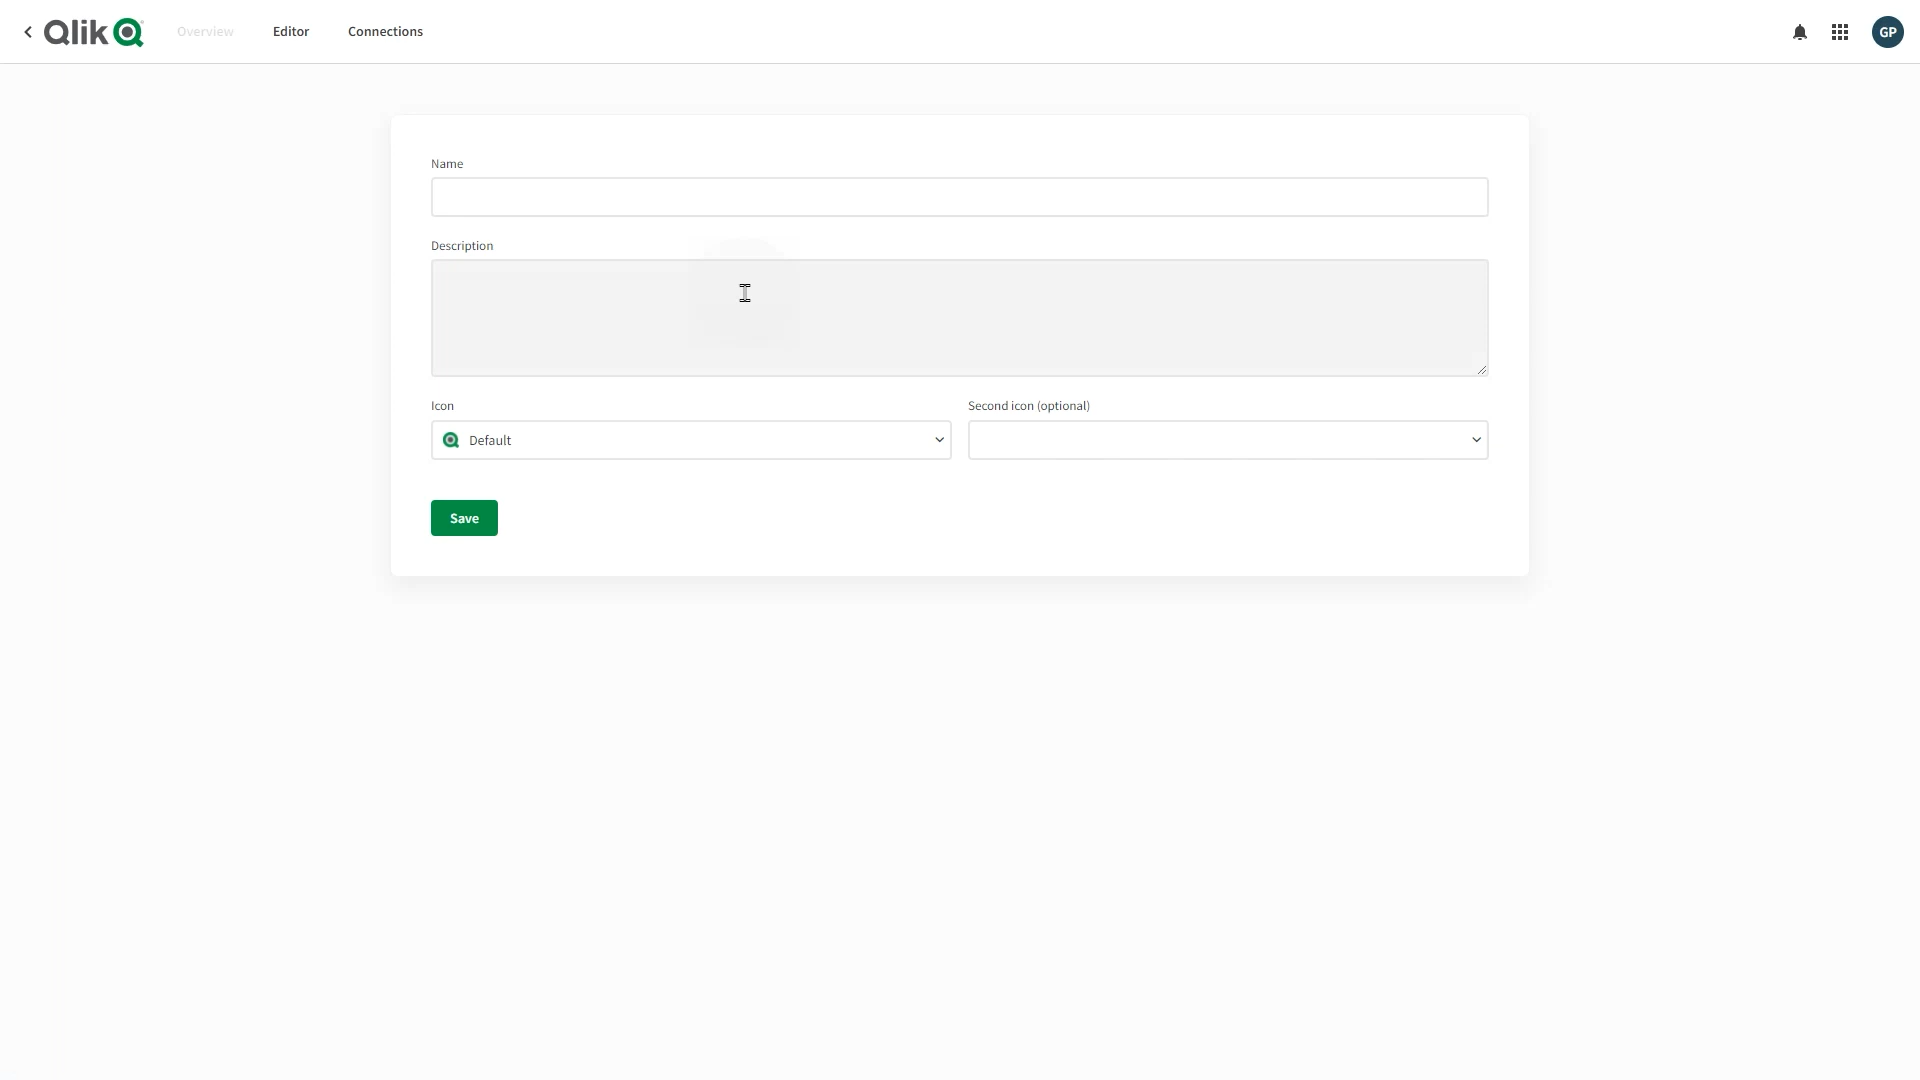 Qlik
Overview
Editor
Connections
GP
Name
Description
Icon
Second icon (optional)
Default
Save